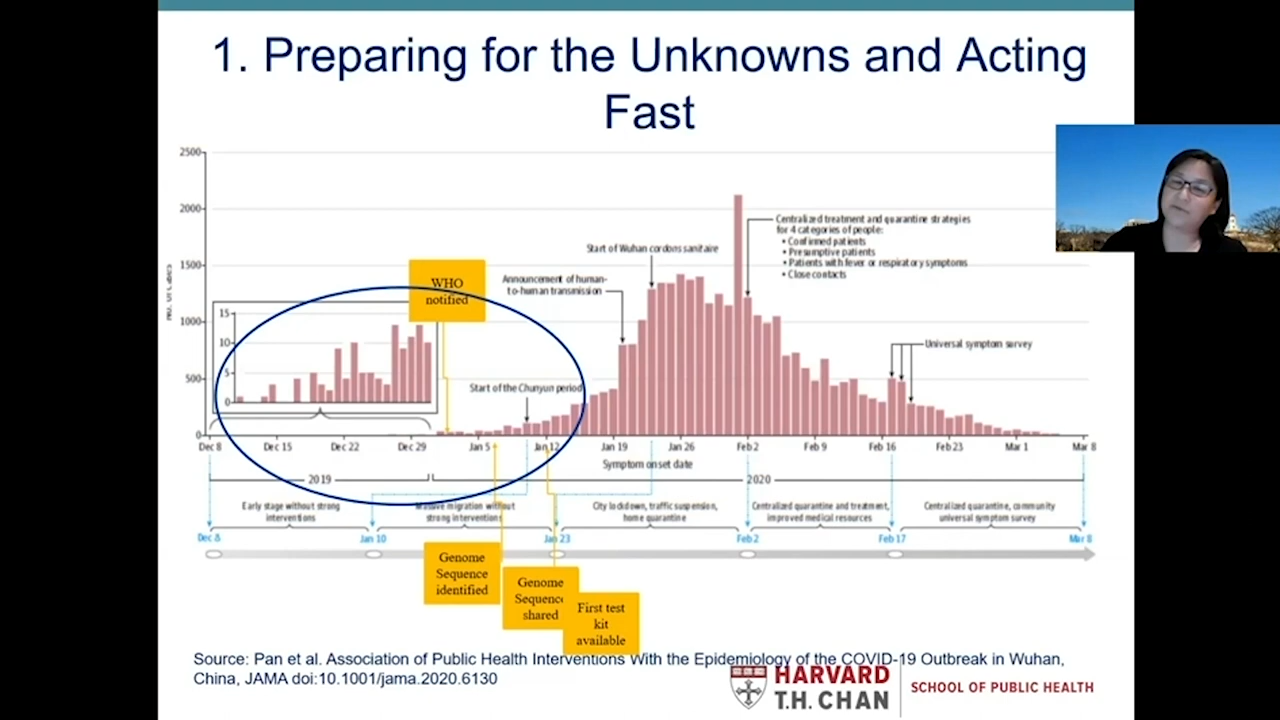 1. Preparing for the Unknowns and Acting
Fast
2500
2000
1500
1000
500
0
15
10
5
0
WHO
notified
Announcement of human-
to-human transmission
Start of Wuhan cordons sanitaire
Centralized treatment and quarantine strategies
for 4 categories of people:
• Confirmed patients
• Presumptive patients
• Patients with fever or respiratory symptoms
• Close contacts
Start of the Chunyun period
Universal symptom survey
Dec 8 Dec 15 Dec 22 Dec 29 Jan 5 Jan 12 Jan 19 Jan 26 Feb 2 Feb 9 Feb 16 Feb 23 Mar 1 Mar 8
Symptom onset date
2019 2020
Early stage without strong
interventions
Massive migration without
strong interventions
City lockdown, traffic suspension,
home quarantine
Centralized quarantine and treatment,
improved medical resources
Centralized quarantine, community
universal symptom survey
Dec 8 Jan 10 Jan 23 Feb 2 Feb 17 Mar 8
Genome
Sequence
identified
Genome
Sequence
shared
First test
kit
available
Source: Pan et al. Association of Public Health Interventions With the Epidemiology of the COVID-19 Outbreak in Wuhan,
China, JAMA doi:10.1001/jama.2020.6130
HARVARD
T.H. CHAN
SCHOOL OF PUBLIC HEALTH